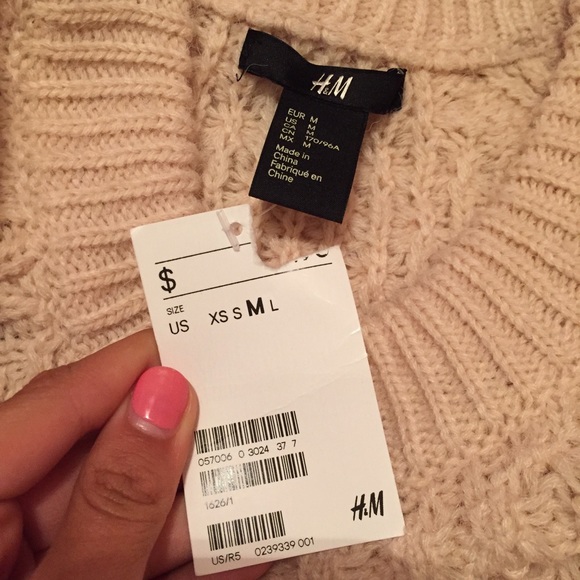 H&M
EUR M
US M
CA M
CN 170/96A
MX M
Made in
China
Fabriqué en
Chine
$
SIZE
US XS S M L
057006 0 3024 37 7
1626/1
US/R5 0239339 001
H&M